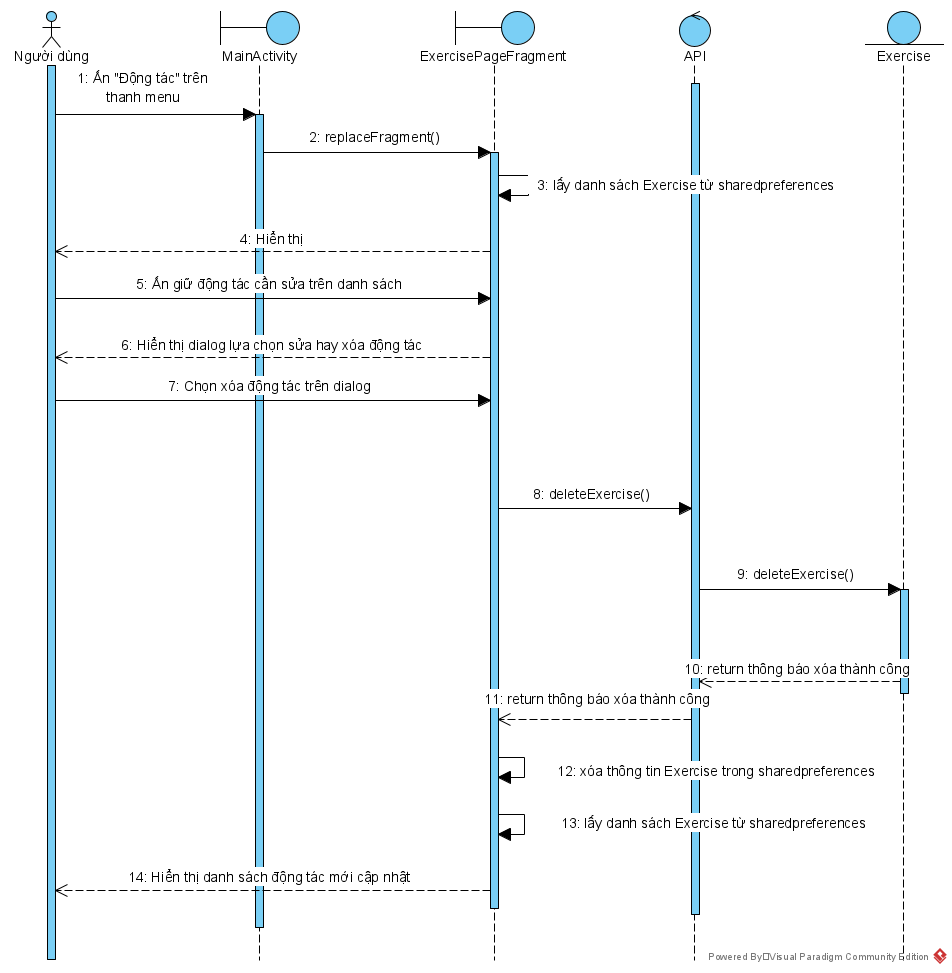 Người dùng
MainActivity
ExercisePageFragment
API
Exercise
1: Ấn "Động tác" trên
thanh menu
2: replaceFragment()
3: lấy danh sách Exercise từ sharedpreferences
4: Hiển thị
5: Ấn giữ động tác cần sửa trên danh sách
6: Hiển thị dialog lựa chọn sửa hay xóa động tác
7: Chọn xóa động tác trên dialog
8: deleteExercise()
9: deleteExercise()
10: return thông báo xóa thành công
11: return thông báo xóa thành công
12: xóa thông tin Exercise trong sharedpreferences
13: lấy danh sách Exercise từ sharedpreferences
14: Hiển thị danh sách động tác mới cập nhật
Powered By□Visual Paradigm Community Edition